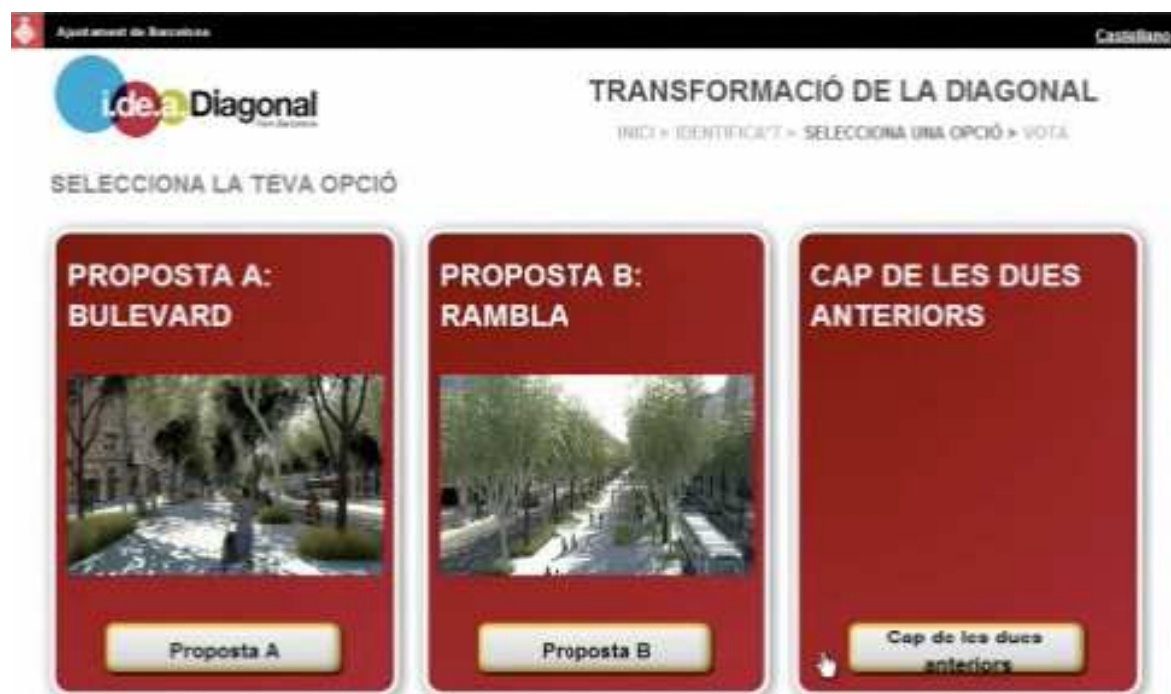 Ajuntament de Barcelona
Castellano
i.de.a. Diagonal
TRANSFORMACIÓ DE LA DIAGONAL
INICI > IDENTIFICA'T > SELECCIONA UNA OPCIÓ > VOTA
SELECCIONA LA TEVA OPCIÓ
PROPOSTA A:
BULEVARD
PROPOSTA B:
RAMBLA
CAP DE LES DUES
ANTERIORS
Proposta A
Proposta B
Cap de les dues
anteriors